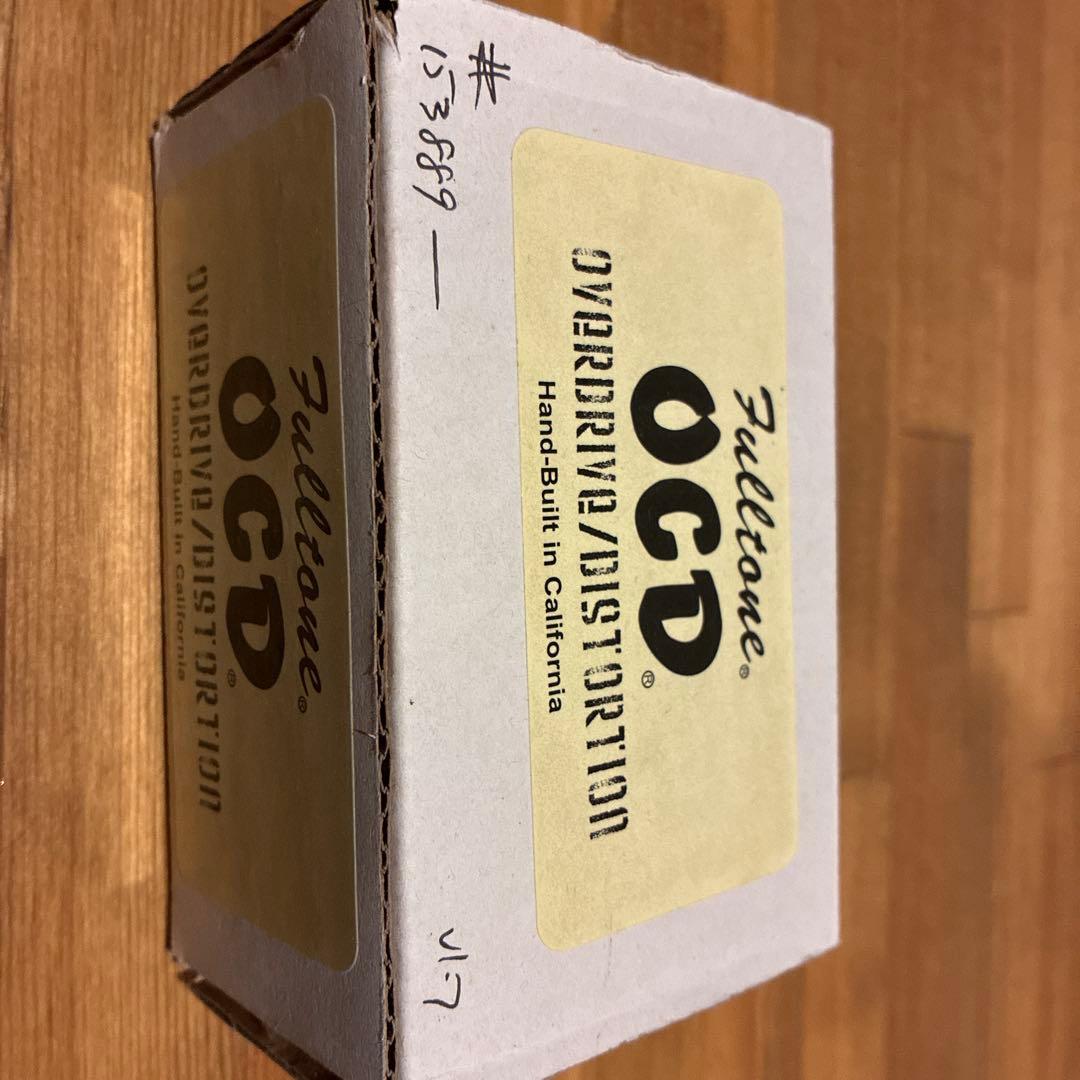 # 153889 —
Fulltone®
OCD®
OVERDRIVE/DISTORTION
Hand-Built in California
v1.7
Fulltone®
OCD®
OVERDRIVE/DISTORTION
Hand-Built in California